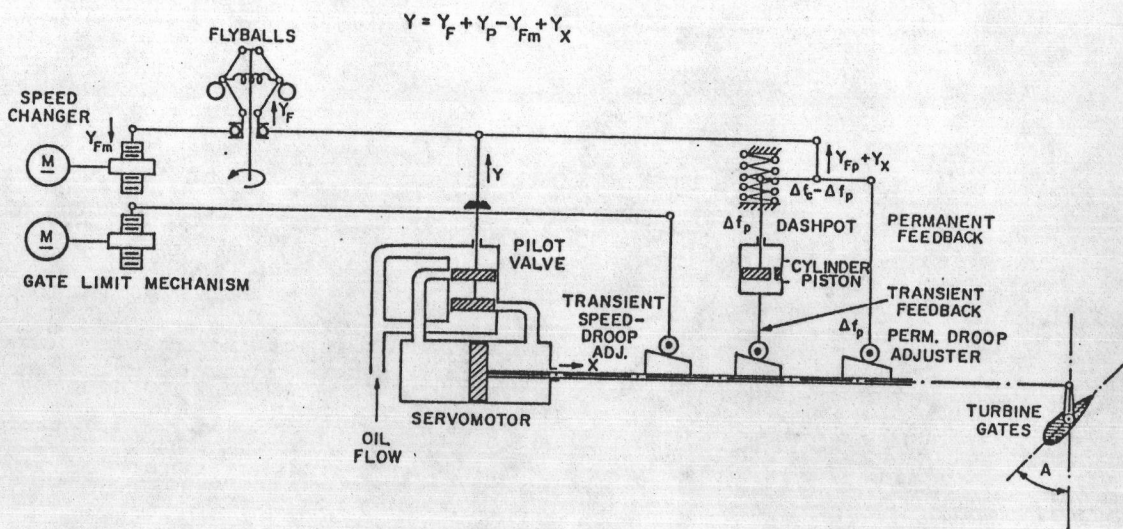 Y = Y_F + Y_P - Y_Fm + Y_X
FLYBALLS
SPEED
CHANGER
Y_Fm
Y_F
M
Y
Y_Fp + Y_X
Δf_c - Δf_p
Δf_p
DASHPOT
PERMANENT
FEEDBACK
M
GATE LIMIT MECHANISM
PILOT
VALVE
CYLINDER
PISTON
TRANSIENT
FEEDBACK
TRANSIENT
SPEED-
DROOP
ADJ.
Δf_p
PERM. DROOP
ADJUSTER
X
SERVOMOTOR
OIL
FLOW
TURBINE
GATES
A